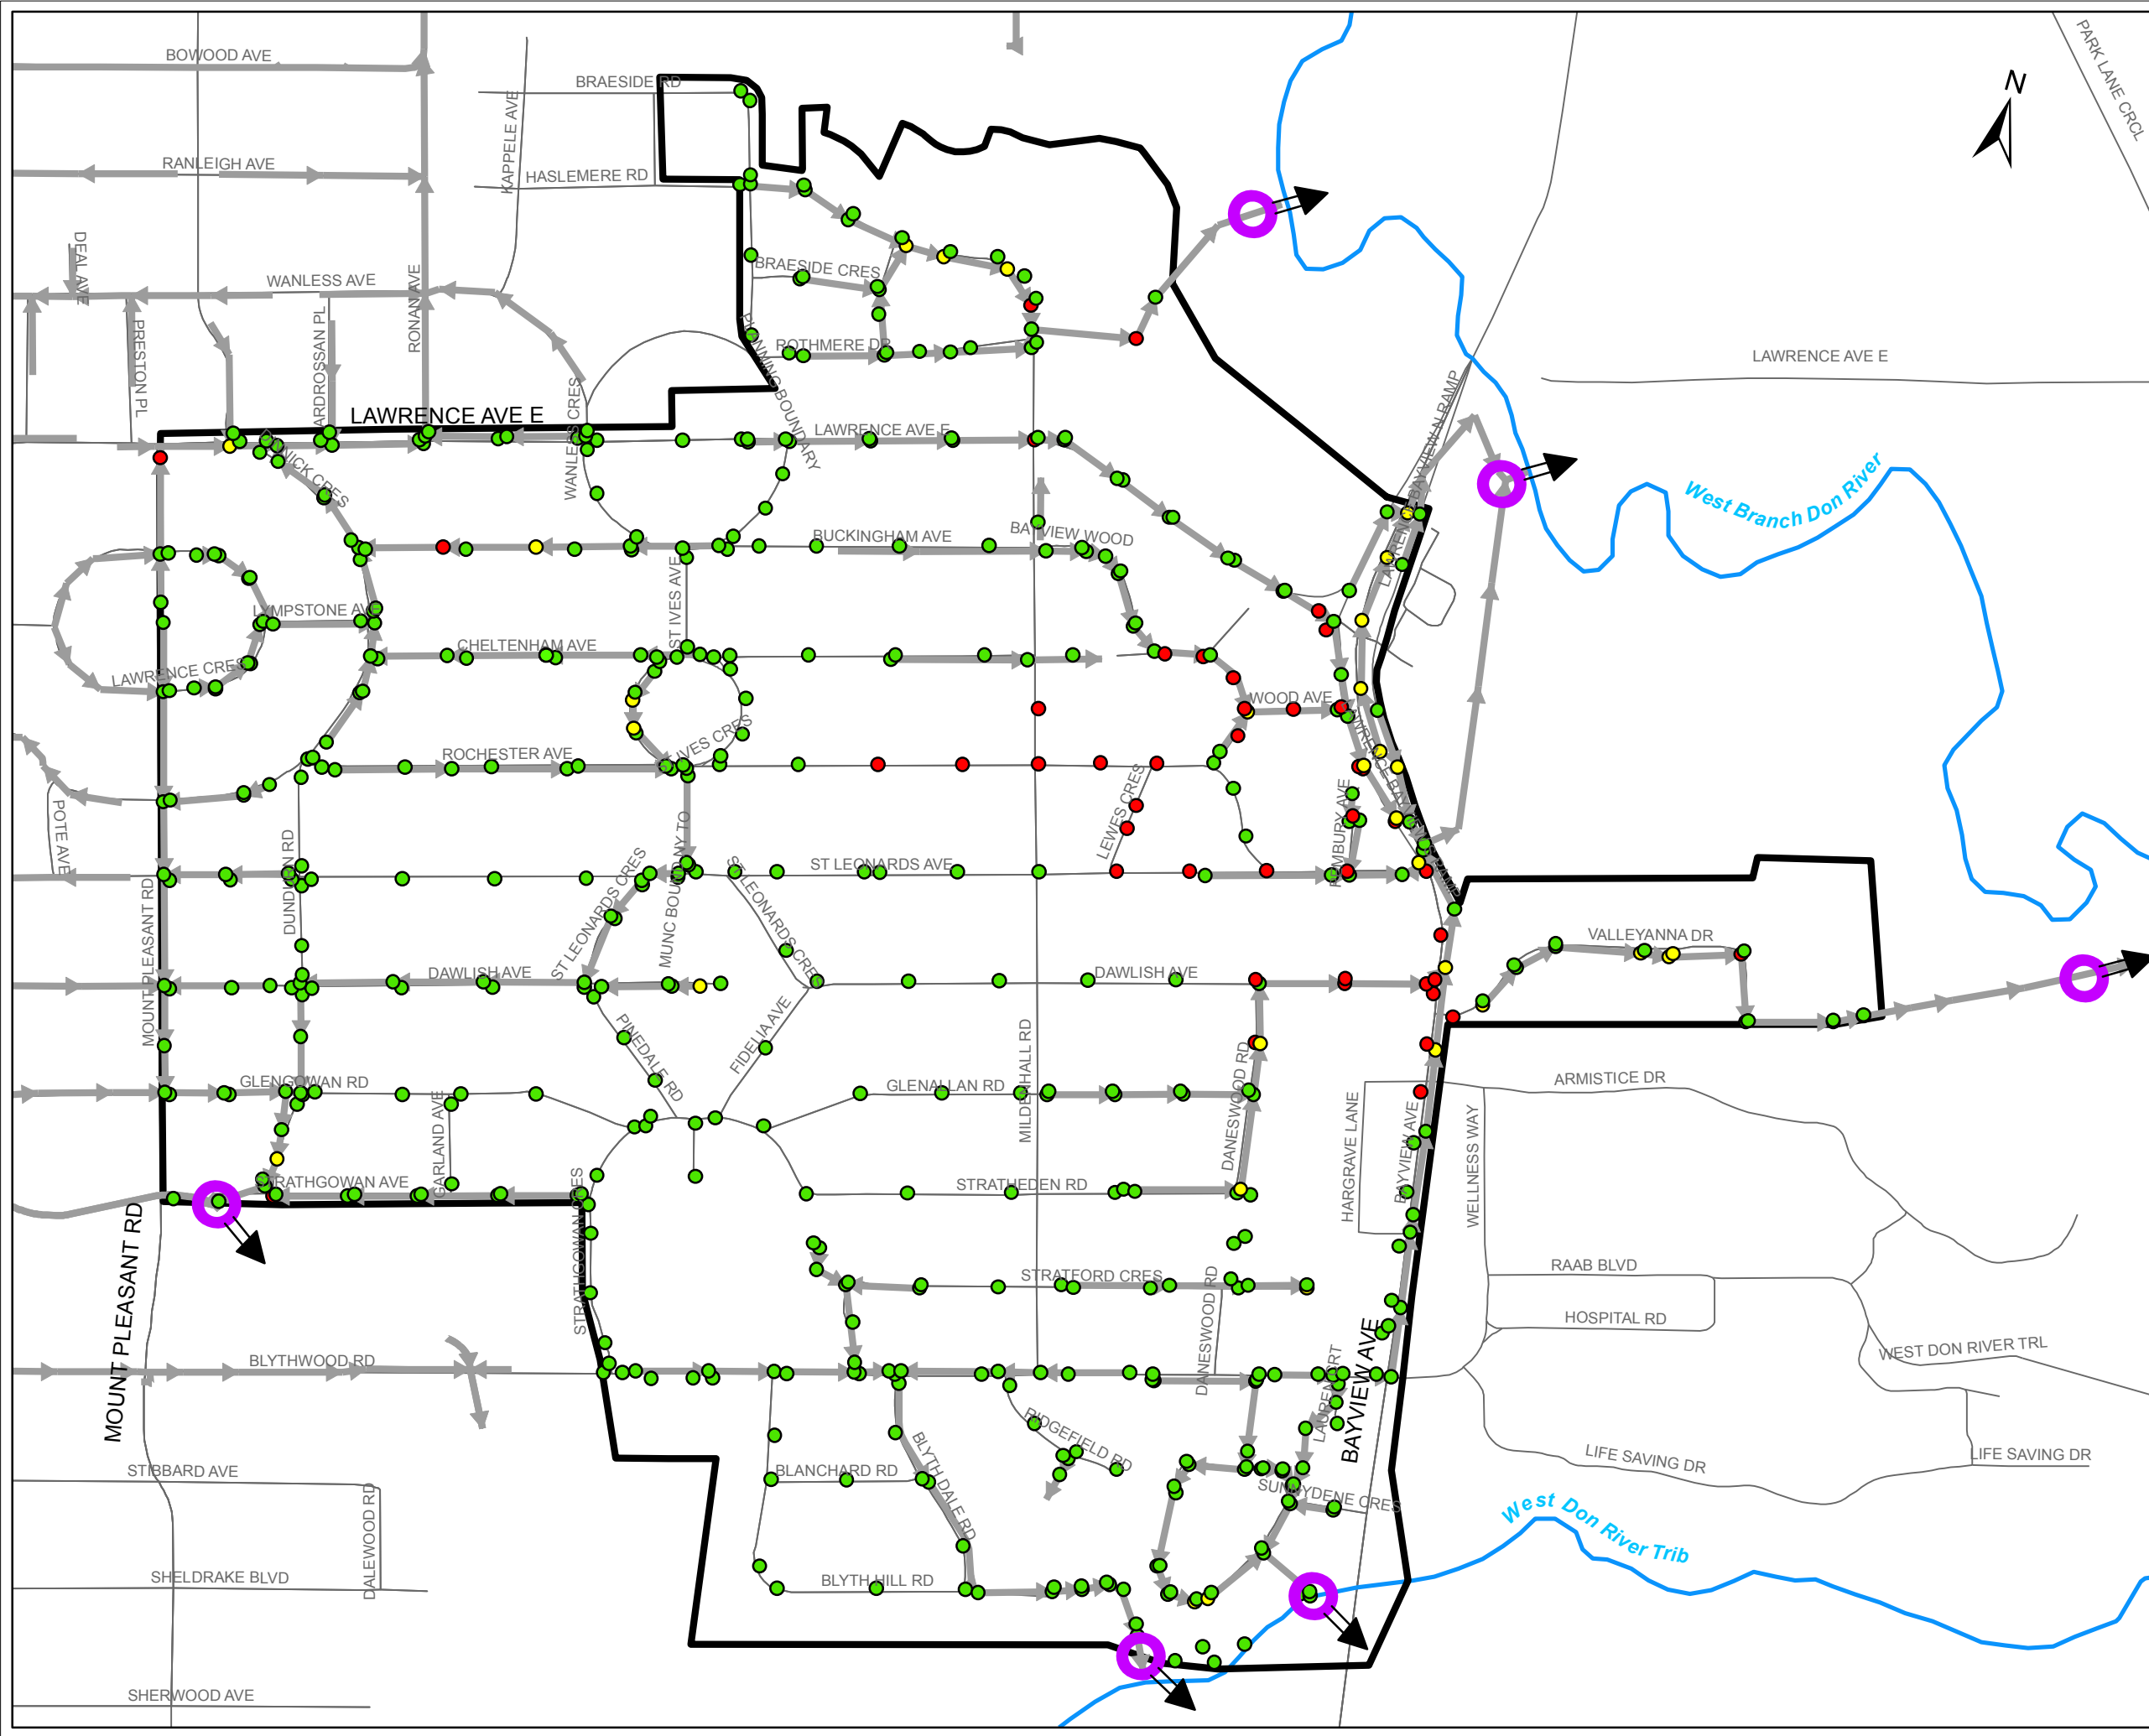 BOWOOD AVE
PARK LANE CRCL
N
BRAESIDE RD
KAPPELE AVE
RANLEIGH AVE
HASLEMERE RD
DEAL AVE
WANLESS AVE
RONAN AVE
BRAESIDE CRES
PRESTON PL
ARDROSSAN PL
ROTHMERE DR
PLANNING BOUNDARY
LAWRENCE AVE E
LAWRENCE AVE E
WANLESS CRES
LAWRENCE AVE E
BUCKINGHAM AVE
BAYVIEW WOOD
West Branch Don River
LYMPSTONE AVE
ST IVES AVE
CHELTENHAM AVE
LAWRENCE CRES
WOOD AVE
ROCHESTER AVE
ST IVES CRES
POTE AVE
LEWES CRES
DUNDURN RD
ST LEONARDS AVE
ST LEONARDS CRES
MUNC BOUNDNY TO
ST LEONARDS CRES
MOUNT PLEASANT RD
DAWLISH AVE
DAWLISH AVE
VALLEYANNA DR
PINEDALE RD
FIDELIA AVE
MILDENHALL RD
GLENGOWAN RD
GLENALLAN RD
DANESWOOD RD
ARMISTICE DR
GARLAND AVE
HARGRAVE LANE
BAYVIEW AVE
WELLNESS WAY
STRATHGOWAN AVE
STRATHEDEN RD
MOUNT PLEASANT RD
STRATHGOWAN CRES
STRATFORD CRES
DANESWOOD RD
RAAB BLVD
HOSPITAL RD
WEST DON RIVER TRL
BLYTHWOOD RD
BAYVIEW AVE
RIDGEFIELD RD
BLYTH DALE RD
STIBBARD AVE
BLANCHARD RD
LIFE SAVING DR
LIFE SAVING DR
SUNNYDENE CRES
DALEWOOD RD
West Don River Trib
SHELDRAKE BLVD
BLYTH HILL RD
SHERWOOD AVE